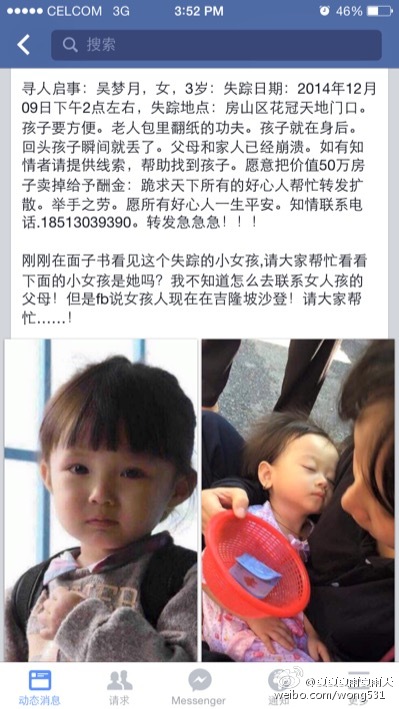 CELCOM 3G 3:52 PM 46%
搜索
寻人启事：吴梦月，女，3岁：失踪日期：2014年12月
09日下午2点左右，失踪地点：房山区花冠天地门口。
孩子要方便。老人包里翻纸的功夫。孩子就在身后。
回头孩子瞬间就丢了。父母和家人已经崩溃。如有知
情者请提供线索，帮助找到孩子。愿意把价值50万房
子卖掉给予酬金：跪求天下所有的好心人帮忙转发扩
散。举手之劳。愿所有好心人一生平安。知情联系电
话.18513039390。转发急急急！！！
刚刚在面子书看见这个失踪的小女孩,请大家帮忙看看
下面的小女孩是她吗？我不知道怎么去联系女人孩的
父母！但是fb说女孩人现在在吉隆坡沙登！请大家帮
忙......！
动态消息 请求 Messenger 通知 更多
weibo.com/wong531